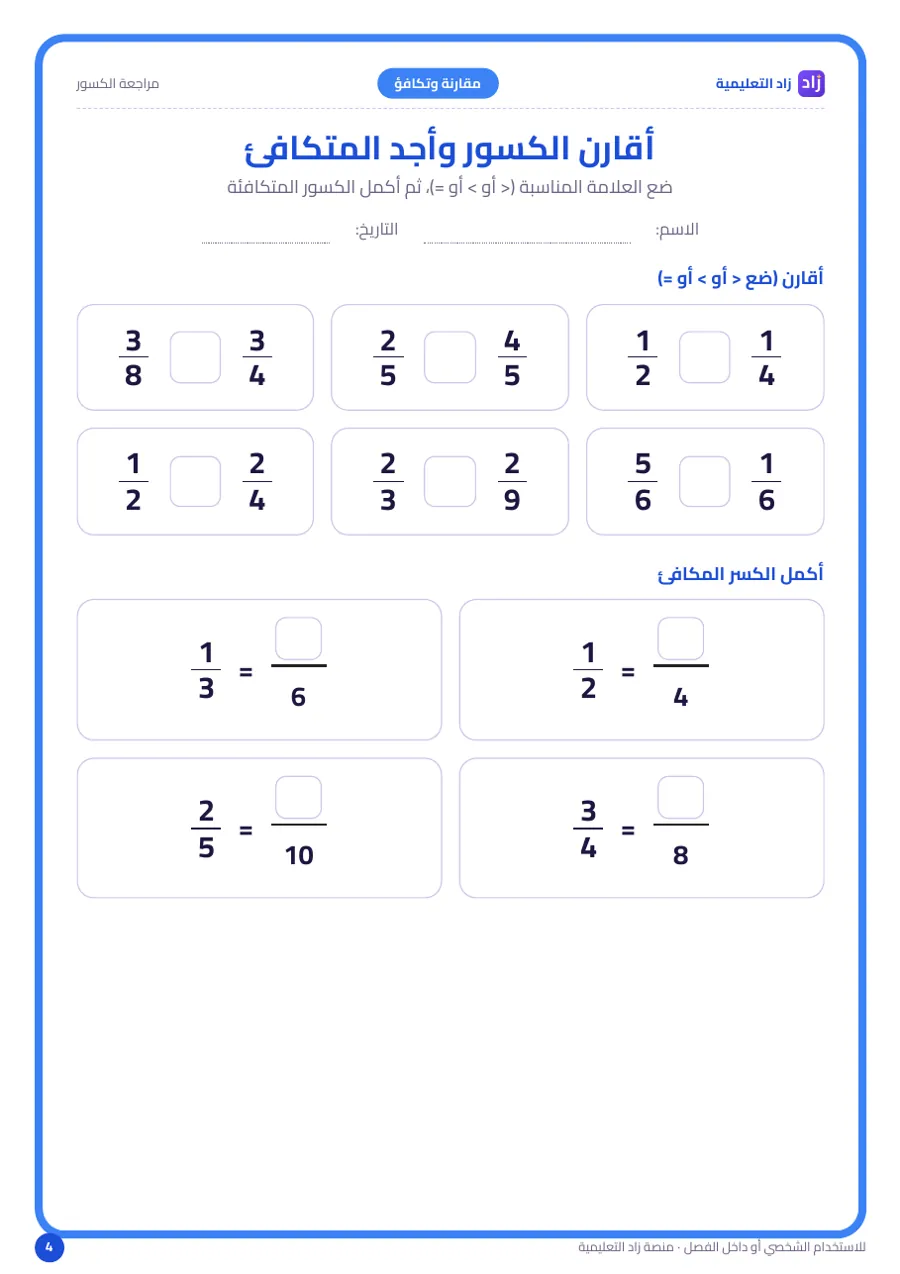 زاد زاد التعليمية
مقارنة وتكافؤ
مراجعة الكسور
أقارن الكسور وأجد المتكافئ
ضع العلامة المناسبة (< أو > أو =)، ثم أكمل الكسور المتكافئة
الاسم: التاريخ:
أقارن (ضع < أو > أو =)
1/2 1/4
2/5 4/5
3/8 3/4
5/6 1/6
2/3 2/9
1/2 2/4
أكمل الكسر المكافئ
1/2 = /4
1/3 = /6
3/4 = /8
2/5 = /10
للاستخدام الشخصي أو داخل الفصل · منصة زاد التعليمية
4